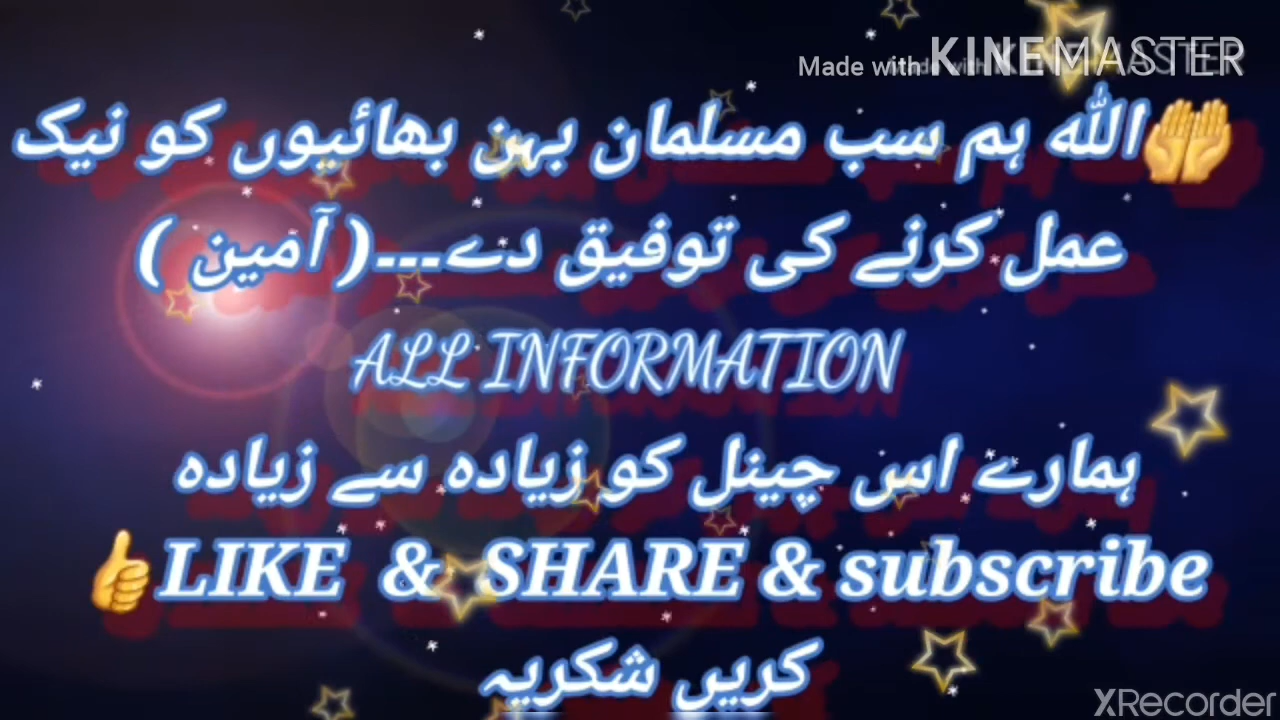 Made with KINEMASTER
🤲اللہ ہم سب مسلمان بہن بھائیوں کو نیک
عمل کرنے کی توفیق دے۔۔۔( آمین )
ALL INFORMATION
ہمارے اس چینل کو زیادہ سے زیادہ
👍LIKE & SHARE & subscribe
کریں شکریہ
XRecorder